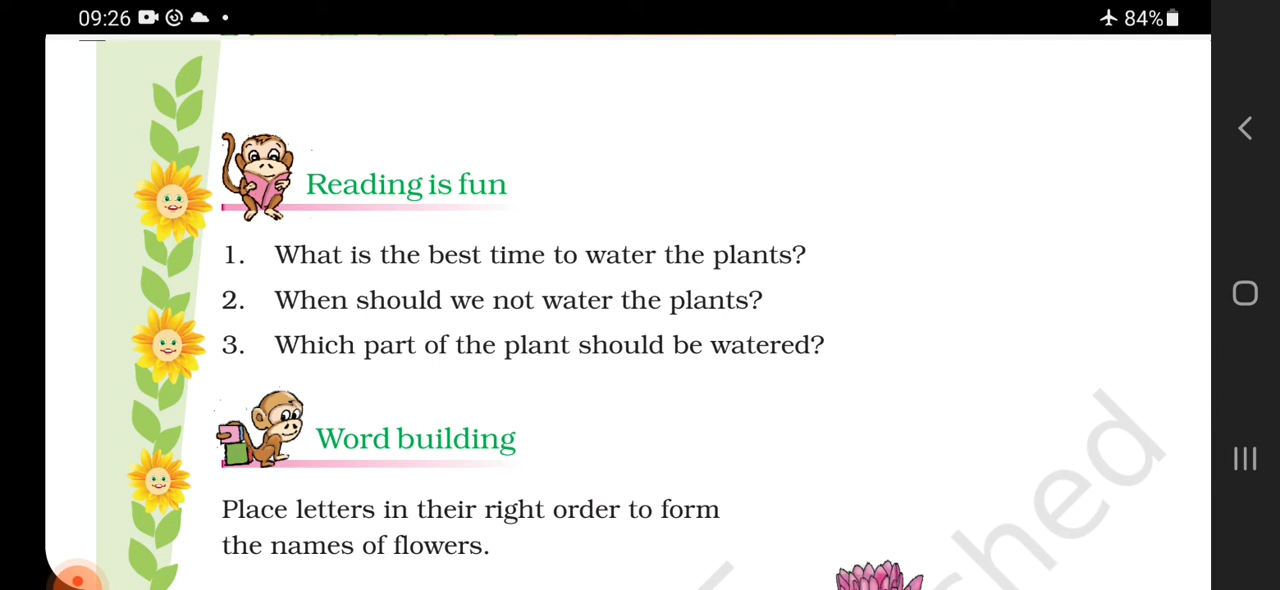 09:26
84%
Reading is fun
1. What is the best time to water the plants?
2. When should we not water the plants?
3. Which part of the plant should be watered?
Word building
Place letters in their right order to form
the names of flowers.
shed